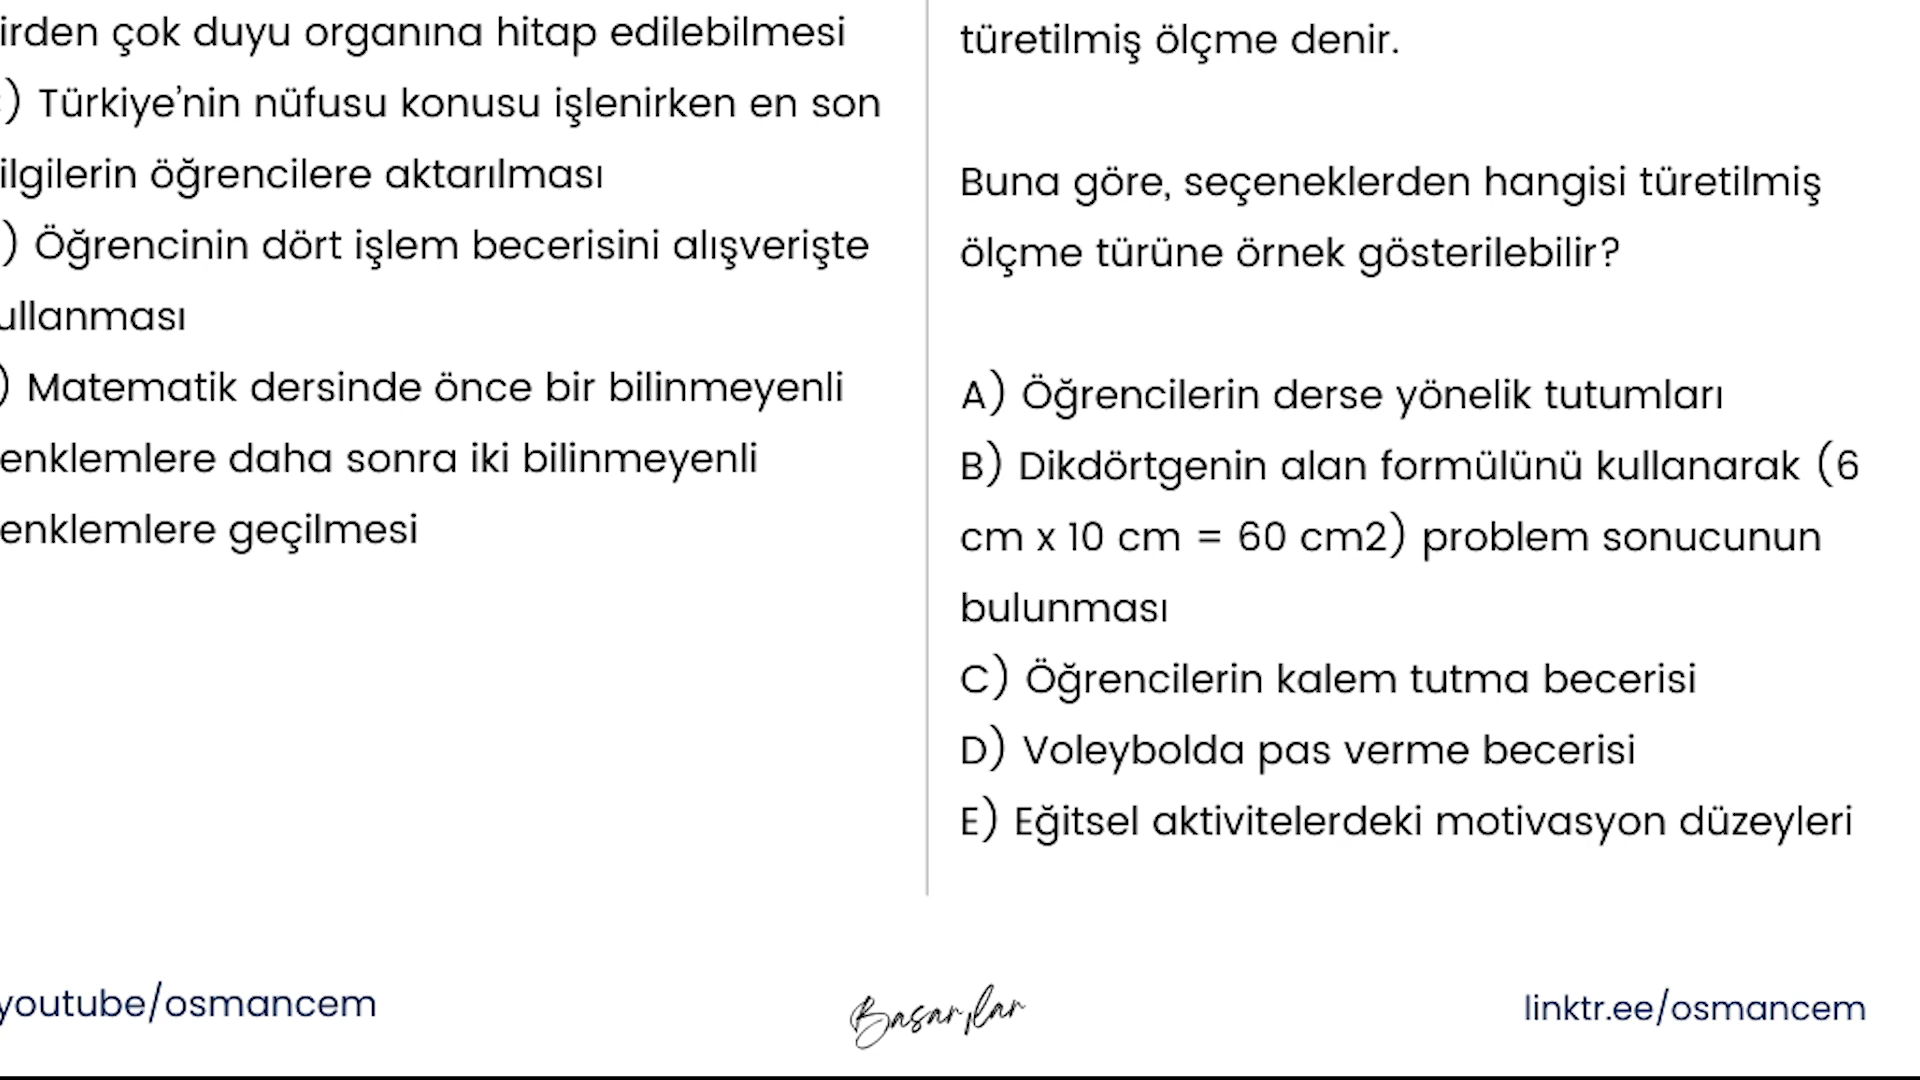 irden çok duyu organına hitap edilebilmesi
) Türkiye'nin nüfusu konusu işlenirken en son
ilgilerin öğrencilere aktarılması
) Öğrencinin dört işlem becerisini alışverişte
ullanması
) Matematik dersinde önce bir bilinmeyenli
enklemlere daha sonra iki bilinmeyenli
enklemlere geçilmesi
türetilmiş ölçme denir.
Buna göre, seçeneklerden hangisi türetilmiş
ölçme türüne örnek gösterilebilir?
A) Öğrencilerin derse yönelik tutumları
B) Dikdörtgenin alan formülünü kullanarak (6
cm x 10 cm = 60 cm2) problem sonucunun
bulunması
C) Öğrencilerin kalem tutma becerisi
D) Voleybolda pas verme becerisi
E) Eğitsel aktivitelerdeki motivasyon düzeyleri
youtube/osmancem
Başarılar
linktr.ee/osmancem